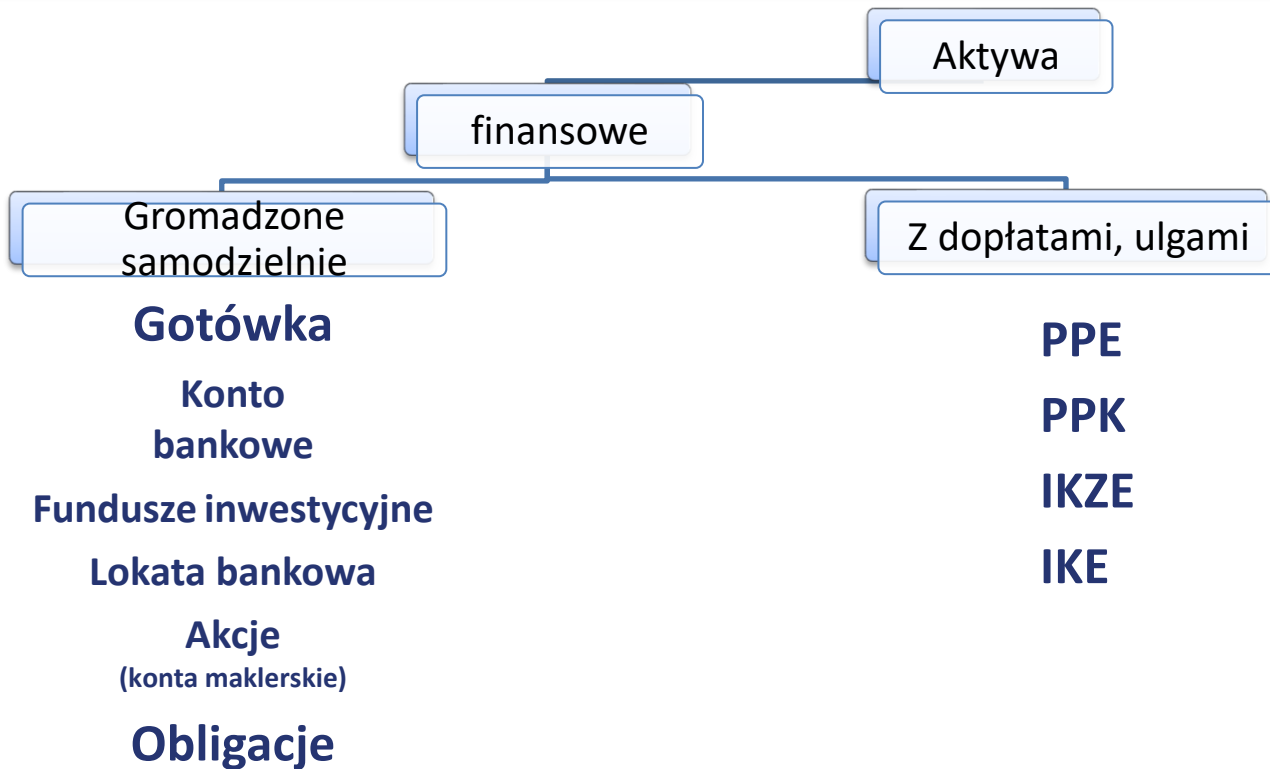 Aktywa
finansowe
Gromadzone
samodzielnie
Z dopłatami, ulgami
Gotówka
Konto
bankowe
Fundusze inwestycyjne
Lokata bankowa
Akcje
(konta maklerskie)
Obligacje
PPE
PPK
IKZE
IKE